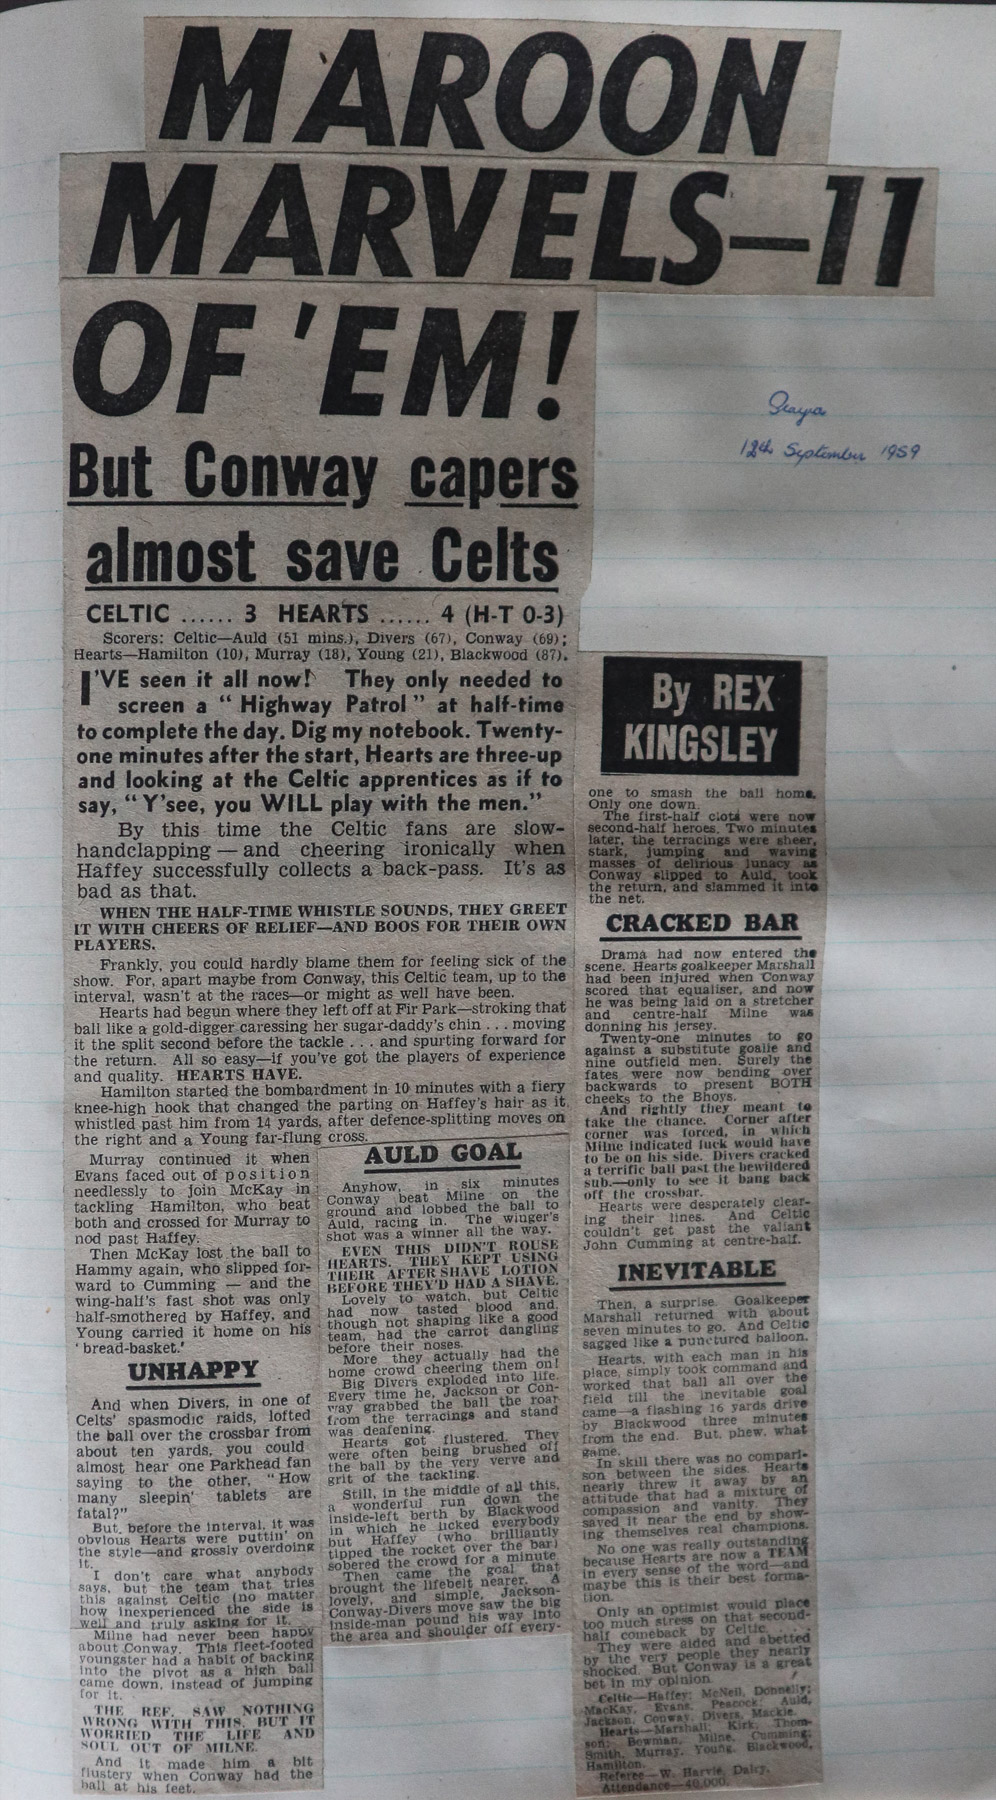 MAROON
MARVELS—11
OF 'EM!
12th September 1959
But Conway capers
almost save Celts
CELTIC ...... 3 HEARTS ...... 4 (H-T 0-3)
Scorers: Celtic—Auld (51 mins.), Divers (67), Conway (69);
Hearts—Hamilton (10), Murray (18), Young (21), Blackwood (87).
I'VE seen it all now! They only needed to
screen a " Highway Patrol " at half-time
to complete the day. Dig my notebook. Twenty-
one minutes after the start, Hearts are three-up
and looking at the Celtic apprentices as if to
say, " Y'see, you WILL play with the men."
By this time the Celtic fans are slow-
handclapping — and cheering ironically when
Haffey successfully collects a back-pass. It's as
bad as that.
WHEN THE HALF-TIME WHISTLE SOUNDS, THEY GREET
IT WITH CHEERS OF RELIEF—AND BOOS FOR THEIR OWN
PLAYERS.
Frankly, you could hardly blame them for feeling sick of the
show. For, apart maybe from Conway, this Celtic team, up to the
interval, wasn't at the races—or might as well have been.
Hearts had begun where they left off at Fir Park—stroking that
ball like a gold-digger caressing her sugar-daddy's chin . . . moving
it the split second before the tackle . . . and spurting forward for
the return. All so easy—if you've got the players of experience
and quality. HEARTS HAVE.
Hamilton started the bombardment in 10 minutes with a fiery
knee-high hook that changed the parting on Haffey's hair as it
whistled past him from 14 yards, after defence-splitting moves on
the right and a Young far-flung cross.
Murray continued it when
Evans faced out of position
needlessly to join McKay in
tackling Hamilton, who beat
both and crossed for Murray to
nod past Haffey.
Then McKay lost the ball to
Hammy again, who slipped for-
ward to Cumming — and the
wing-half's fast shot was only
half-smothered by Haffey, and
Young carried it home on his
'bread-basket.'
UNHAPPY
And when Divers, in one of
Celts' spasmodic raids, lofted
the ball over the crossbar from
about ten yards, you could
almost hear one Parkhead fan
saying to the other, "How
many sleepin' tablets are
fatal?"
But, before the interval, it was
obvious Hearts were puttin' on
the style—and grossly overdoing
it.
I don't care what anybody
says, but the team that tries
this against Celtic (no matter
how inexperienced the side is
well and truly asking for it.
Milne had never been happy
about Conway. This fleet-footed
youngster had a habit of backing
into the pivot as a high ball
came down, instead of jumping
for it.
THE REF. SAW NOTHING
WRONG WITH THIS, BUT IT
WORRIED THE LIFE AND
SOUL OUT OF MILNE.
And it made him a bit
flustery when Conway had the
ball at his feet.
AULD GOAL
Anyhow, in six minutes
Conway beat Milne on the
ground and lobbed the ball to
Auld, racing in. The winger's
shot was a winner all the way.
EVEN THIS DIDN'T ROUSE
HEARTS. THEY KEPT USING
THEIR AFTER SHAVE LOTION
BEFORE THEY'D HAD A SHAVE.
Lovely to watch, but Celtic
had now tasted blood and,
though not shaping like a good
team, had the carrot dangling
before their noses.
More they actually had the
home crowd cheering them on!
Big Divers exploded into life.
Every time he, Jackson or Con-
way grabbed the ball the roar
from the terracings and stand
was deafening.
Hearts got flustered. They
were often being brushed off
the ball by the very verve and
grit of the tackling.
Still, in the middle of all this,
a wonderful run down the
inside-left berth by Blackwood
in which he licked everybody
but Haffey (who brilliantly
tipped the rocket over the bar)
sobered the crowd for a minute.
Then came the goal that
brought the lifebelt nearer. A
lovely, and simple, Jackson-
Conway-Divers move saw the big
inside-man pound his way into
the area and shoulder off every-
By REX
KINGSLEY
one to smash the ball home.
Only one down.
The first-half clots were now
second-half heroes. Two minutes
later, the terracings were sheer,
stark, jumping and waving
masses of delirious lunacy as
Conway slipped to Auld, took
the return, and slammed it into
the net.
CRACKED BAR
Drama had now entered the
scene. Hearts goalkeeper Marshall
had been injured when Conway
scored that equaliser, and now
he was being laid on a stretcher
and centre-half Milne was
donning his jersey.
Twenty-one minutes to go
against a substitute goalie and
nine outfield men. Surely the
fates were now bending over
backwards to present BOTH
cheeks to the Bhoys.
And rightly they meant to
take the chance. Corner after
corner was forced, in which
Milne indicated luck would have
to be on his side. Divers cracked
a terrific ball past the bewildered
sub.—only to see it bang back
off the crossbar.
Hearts were desperately clear-
ing their lines. And Celtic
couldn't get past the valiant
John Cumming at centre-half.
INEVITABLE
Then, a surprise. Goalkeeper
Marshall returned with about
seven minutes to go. And Celtic
sagged like a punctured balloon.
Hearts, with each man in his
place, simply took command and
worked that ball all over the
field till the inevitable goal
came—a flashing 16 yards drive
by Blackwood three minutes
from the end. But, phew, what
game.
In skill there was no compari-
son between the sides. Hearts
nearly threw it away by an
attitude that had a mixture of
compassion and vanity. They
saved it near the end by show-
ing themselves real champions.
No one was really outstanding
because Hearts are now a TEAM
in every sense of the word—and
maybe this is their best forma-
tion.
Only an optimist would place
too much stress on that second-
half comeback by Celtic.
They were aided and abetted
by the very people they nearly
shocked. But Conway is a great
bet in my opinion.
Celtic—Haffey; McNeil, Donnelly;
MacKay, Evans, Peacock; Auld,
Jackson, Conway, Divers, Mackle.
Hearts—Marshall; Kirk, Thom-
son; Bowman, Milne, Cumming;
Smith, Murray, Young, Blackwood,
Hamilton.
Referee—W. Harvie, Dalry.
Attendance—40,000.